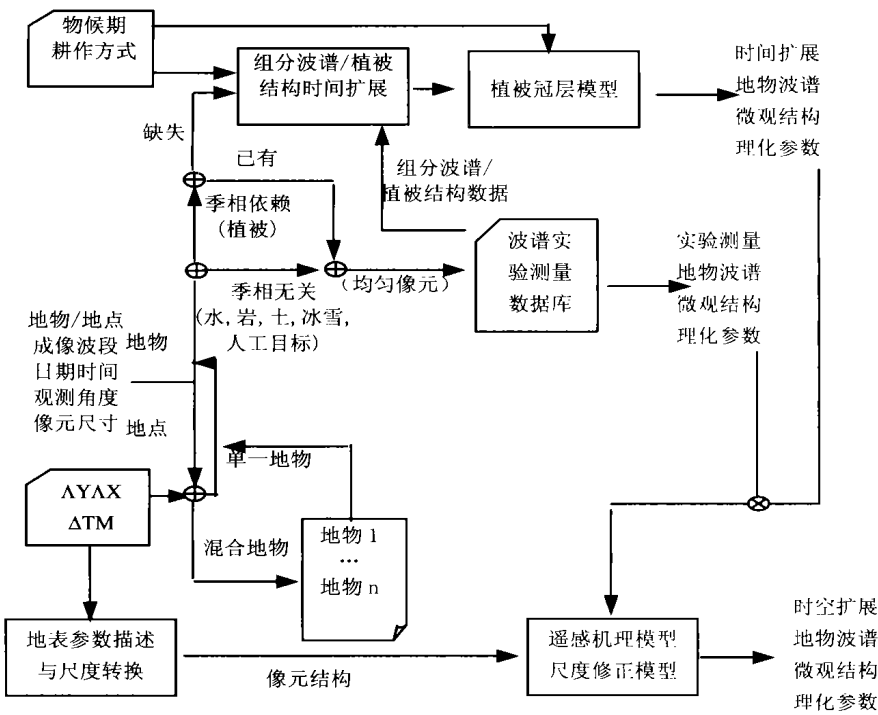 物候期
耕作方式
组分波谱/植被
结构时间扩展
植被冠层模型
时间扩展
地物波谱
微观结构
理化参数
缺失
已有
组分波谱/
植被结构数据
季相依赖
(植被)
波谱实
验测量
数据库
实验测量
地物波谱
微观结构
理化参数
(均匀像元)
季相无关
(水,岩,土,冰雪,
人工目标)
地物/地点
成像波段
日期时间
观测角度
像元尺寸
地物
地点
单一地物
ΛYΛX
ΔTM
混合地物
地物 1
...
地物 n
地表参数描述
与尺度转换
像元结构
遥感机理模型
尺度修正模型
时空扩展
地物波谱
微观结构
理化参数